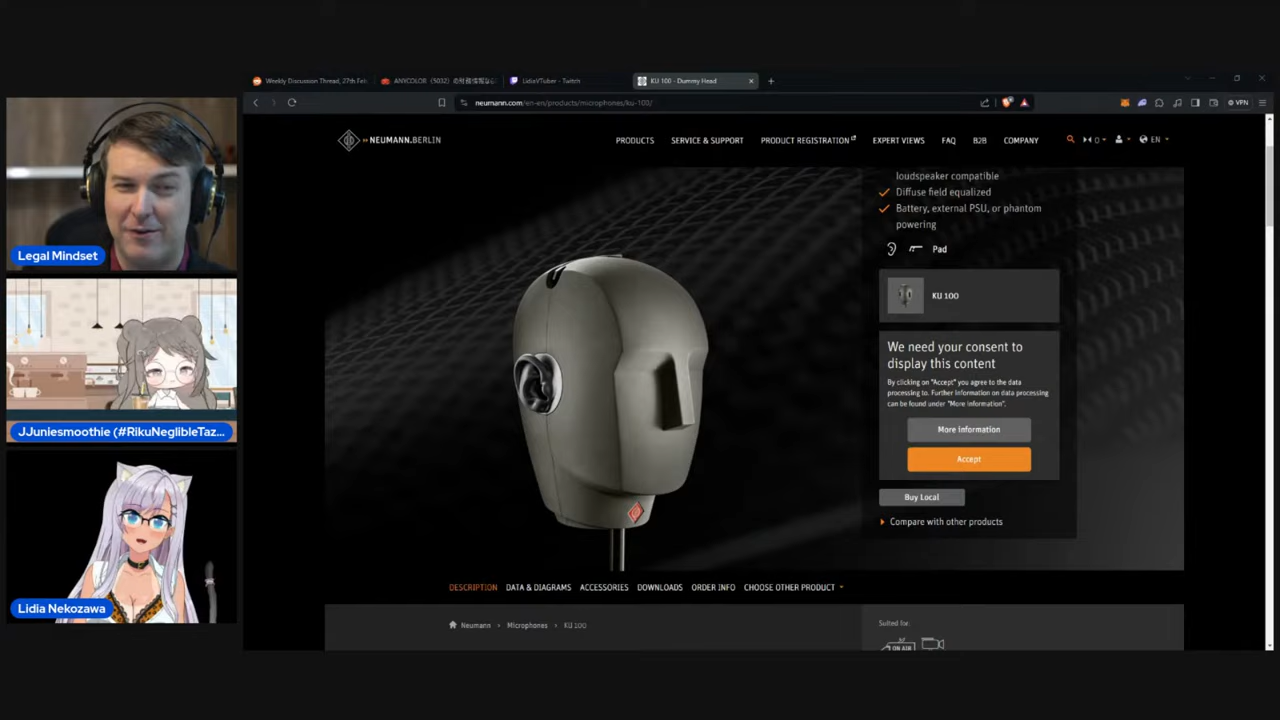 Weekly Discussion Thread, 27th Feb
ANYCOLOR (5032)
LidiaVTuber - Twitch
KU 100 - Dummy Head
neumann.com/en-en/products/microphones/ku-100/
VPN
NEUMANN.BERLIN
PRODUCTS
SERVICE & SUPPORT
PRODUCT REGISTRATION
EXPERT VIEWS
FAQ
B2B
COMPANY
0
EN
loudspeaker compatible
Diffuse field equalized
Battery, external PSU, or phantom
powering
Pad
KU 100
We need your consent to
display this content
By clicking on "Accept" you agree to the data
processing to. Further Information on data processing
can be found under "More Information".
More Information
Accept
Buy Local
Compare with other products
DESCRIPTION
DATA & DIAGRAMS
ACCESSORIES
DOWNLOADS
ORDER INFO
CHOOSE OTHER PRODUCT
Neumann
Microphones
KU 100
Suited for:
ON AIR
Legal Mindset
JJuniesmoothie (#RikuNeglibleTaz...
Lidia Nekozawa